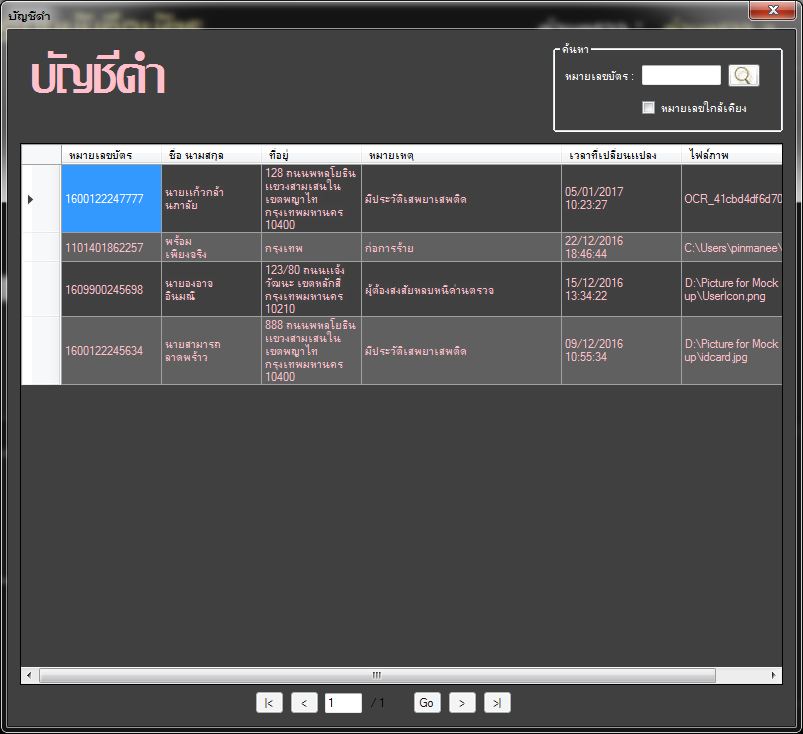 บัญชีดำ
บัญชีดำ
ค้นหา
หมายเลขบัตร :
หมายเลขใกล้เคียง
หมายเลขบัตร ชื่อ นามสกุล ที่อยู่ หมายเหตุ เวลาที่เปลี่ยนแปลง ไฟล์ภาพ
1600122247777
นายแก้วกล้า
นภาลัย
128 ถนนพหลโยธิน
แขวงสามเสนใน
เขตพญาไท
กรุงเทพมหานคร
10400
มีประวัติเสพยาเสพติด
05/01/2017
10:23:27
OCR_41cbd4df6d70
1101401862257
พร้อม
เพียงจริง
กรุงเทพ
ก่อการร้าย
22/12/2016
18:46:44
C:\Users\pinmanee\
1609900245698
นายองอาจ
อินมณี
123/80 ถนนแจ้ง
วัฒนะ เขตหลักสี่
กรุงเทพมหานคร
10210
ผู้ต้องสงสัยหลบหนีด่านตรวจ
15/12/2016
13:34:22
D:\Picture for Mock
up\UserIcon.png
1600122245634
นายสามารถ
ลาดพร้าว
888 ถนนพหลโยธิน
แขวงสามเสนใน
เขตพญาไท
กรุงเทพมหานคร
10400
มีประวัติเสพยาเสพติด
09/12/2016
10:55:34
D:\Picture for Mock
up\idcard.jpg
|< < 1 / 1 Go > >|